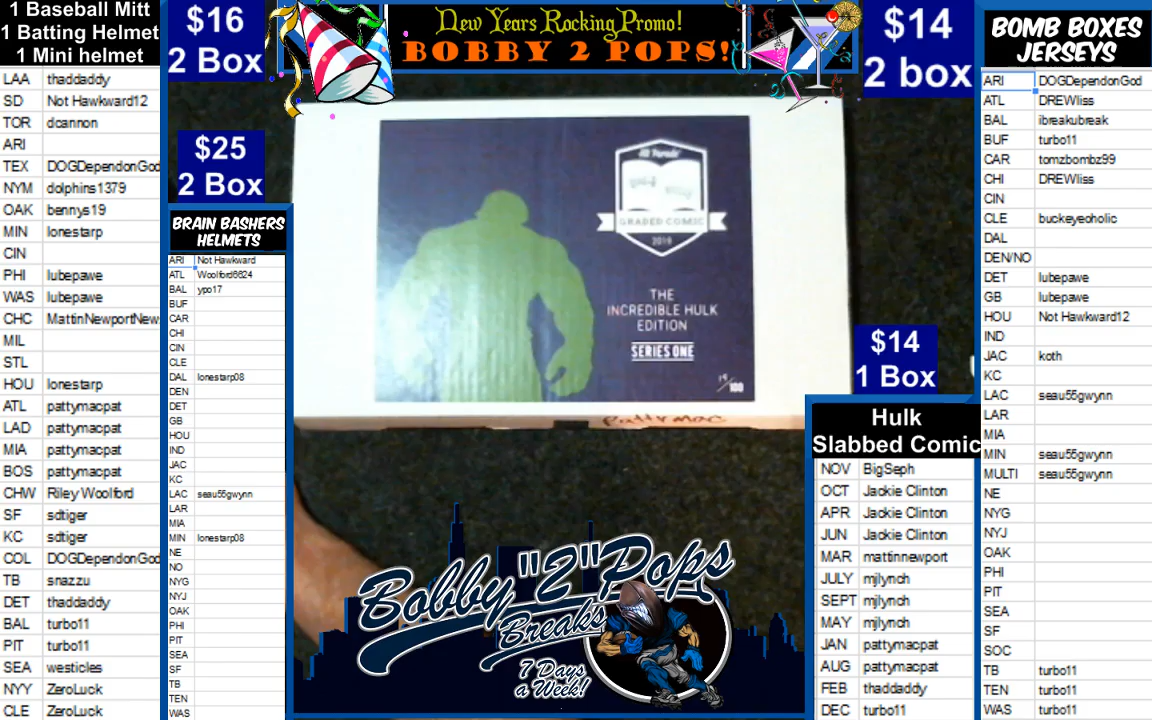 1 Baseball Mitt
1 Batting Helmet
1 Mini helmet
LAA thaddaddy
SD Not Hawkward12
TOR dcannon
ARI
TEX DOGDependonGod
NYM dolphins1379
OAK bennys19
MIN lonestarp
CIN
PHI lubepawe
WAS lubepawe
CHC MattinNewportNew
MIL
STL
HOU lonestarp
ATL pattymacpat
LAD pattymacpat
MIA pattymacpat
BOS pattymacpat
CHW Riley Woolford
SF sdtiger
KC sdtiger
COL DOGDependonGod
TB snazzu
DET thaddaddy
BAL turbo11
PIT turbo11
SEA westicles
NYY ZeroLuck
CLE ZeroLuck
$16
2 Box
$25
2 Box
BRAIN BASHERS
HELMETS
ARI Not Hawkward
ATL Woolford6624
BAL ypo17
BUF
CAR
CHI
CIN
CLE
DAL lonestarp08
DEN
DET
GB
HOU
IND
JAC
KC
LAC seau55gwynn
LAR
MIA
MIN lonestarp08
NE
NO
NYG
NYJ
OAK
PHI
PIT
SEA
SF
TB
TEN
WAS
New Years Rocking Promo!
BOBBY 2 POPS!
GRADED COMIC
2019
THE
INCREDIBLE HULK
EDITION
SERIES ONE
/100
PattyMac
Bobby "2" Pops
Breaks
7 Days
a Week!
$14
2 box
$14
1 Box
Hulk
Slabbed Comic
NOV BigSeph
OCT Jackie Clinton
APR Jackie Clinton
JUN Jackie Clinton
MAR mattinnewport
JULY mjlynch
SEPT mjlynch
MAY mjlynch
JAN pattymacpat
AUG pattymacpat
FEB thaddaddy
DEC turbo11
BOMB BOXES
JERSEYS
ARI DOGDependonGod
ATL DREWliss
BAL ibreakubreak
BUF turbo11
CAR tomzbombz99
CHI DREWliss
CIN
CLE buckeyeoholic
DAL
DEN/NO
DET lubepawe
GB lubepawe
HOU Not Hawkward12
IND
JAC koth
KC
LAC seau55gwynn
LAR
MIA
MIN seau55gwynn
MULTI seau55gwynn
NE
NYG
NYJ
OAK
PHI
PIT
SEA
SF
SOC
TB turbo11
TEN turbo11
WAS turbo11